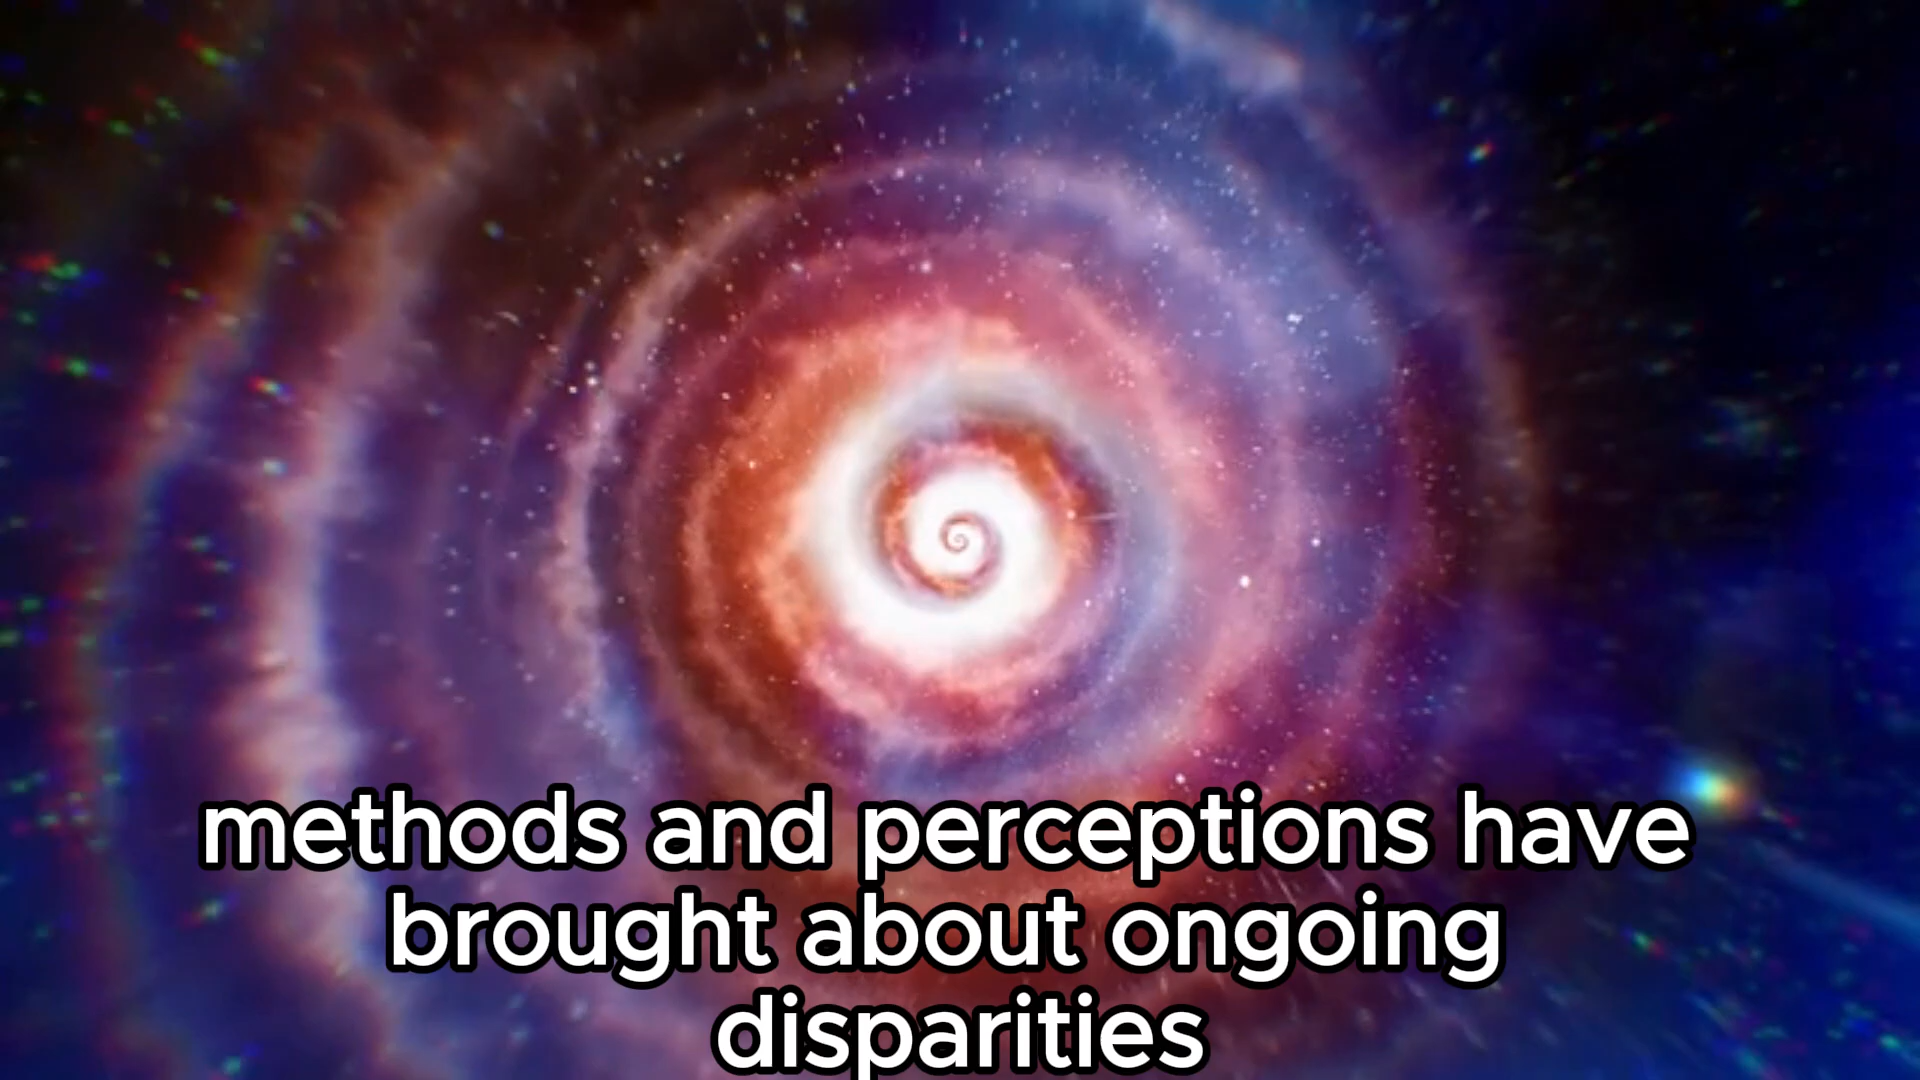 methods and perceptions have
brought about ongoing
disparities